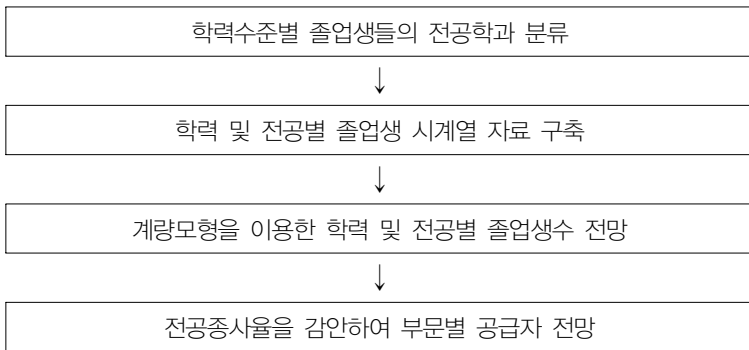 학력수준별 졸업생들의 전공학과 분류
↓
학력 및 전공별 졸업생 시계열 자료 구축
↓
계량모형을 이용한 학력 및 전공별 졸업생수 전망
↓
전공종사율을 감안하여 부문별 공급자 전망